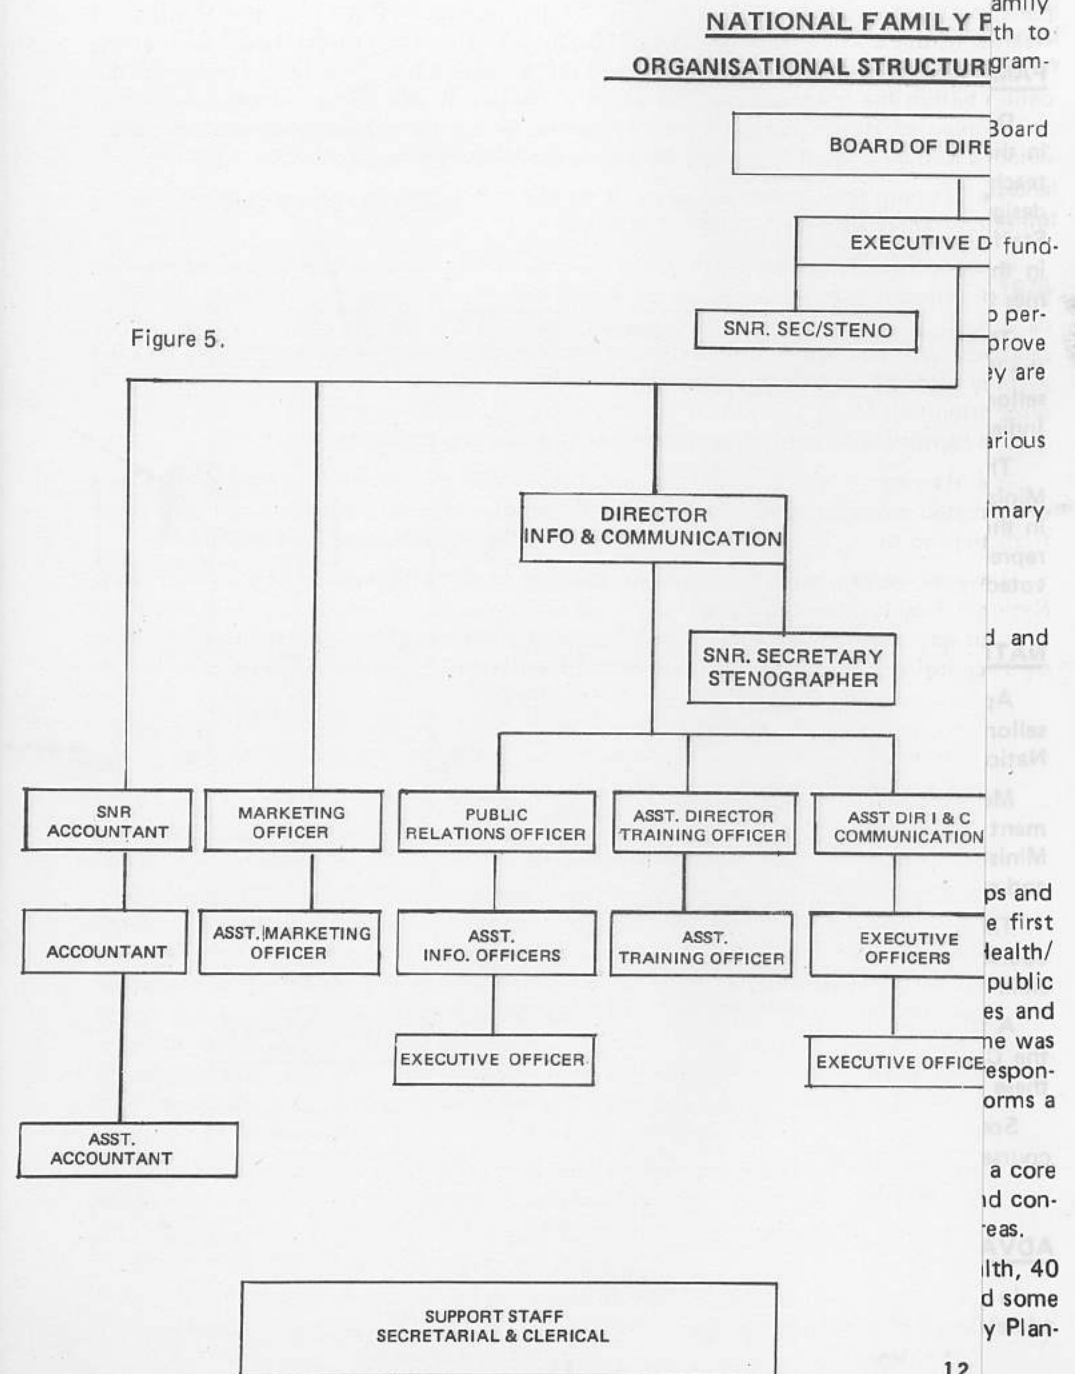 NATIONAL FAMILY
ORGANISATIONAL
BOARD OF
EXECUTIVE
SNR. SEC/STENO
Figure 5.
DIRECTOR
INFO & COMMUNICATION
SNR. SECRETARY
STENOGRAPHER
SNR
ACCOUNTANT
MARKETING
OFFICER
PUBLIC
RELATIONS OFFICER
ASST. DIRECTOR
TRAINING OFFICER
ASST DIR I & C
COMMUNICATION
ACCOUNTANT
ASST. MARKETING
OFFICER
ASST.
INFO. OFFICERS
ASST.
TRAINING OFFICER
EXECUTIVE
OFFICERS
EXECUTIVE OFFICER
EXECUTIVE OFFICE
ASST.
ACCOUNTANT
SUPPORT STAFF
SECRETARIAL & CLERICAL
12
amily
th to
gram-
Board
fund-
per-
prove
ey are
arious
imary
d and
ps and
e first
Health/
public
es and
ne was
espon-
orms a
a core
nd con-
reas.
lth, 40
d some
y Plan-